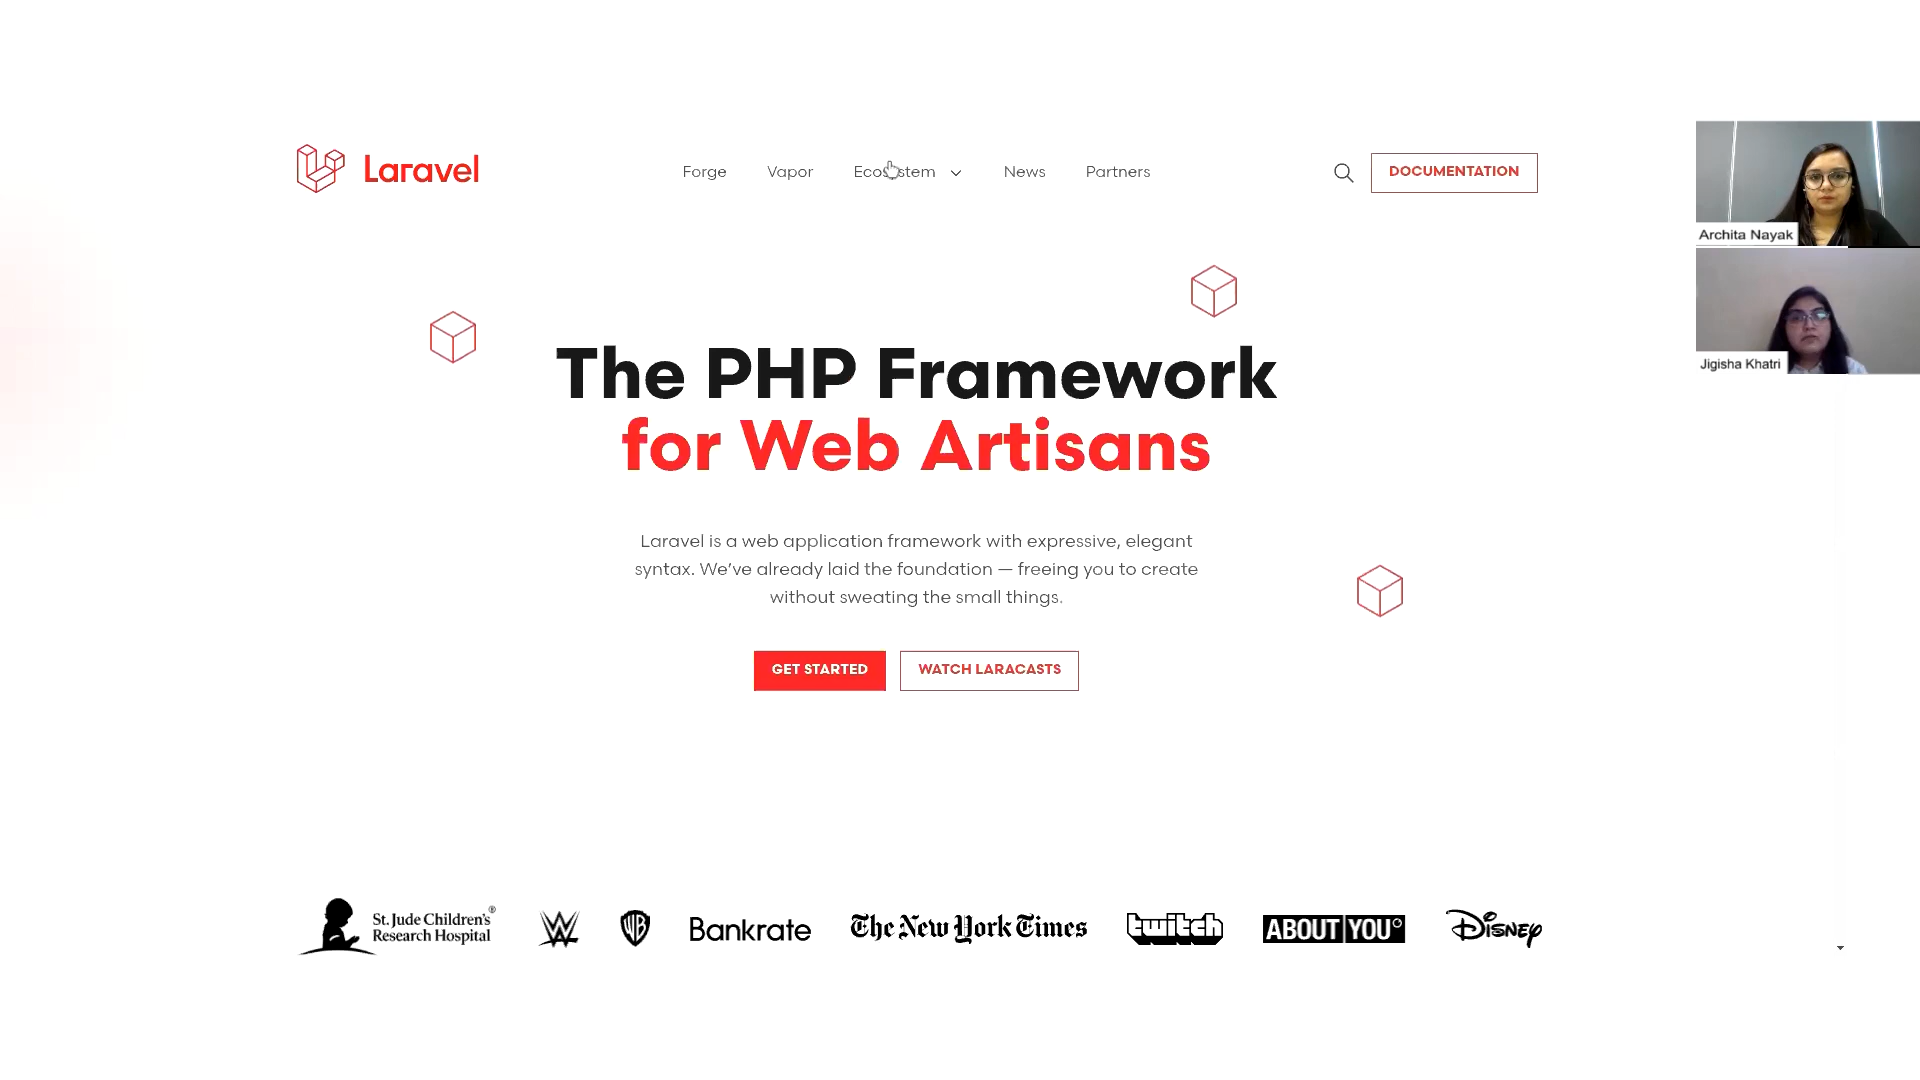 Laravel
Forge
Vapor
Ecosystem
News
Partners
DOCUMENTATION
Archita Nayak
Jigisha Khatri
The PHP Framework
for Web Artisans
Laravel is a web application framework with expressive, elegant
syntax. We’ve already laid the foundation — freeing you to create
without sweating the small things.
GET STARTED
WATCH LARACASTS
St. Jude Children's®
Research Hospital
W
WB
Bankrate
The New York Times
twitch
ABOUT YOU°
Disney